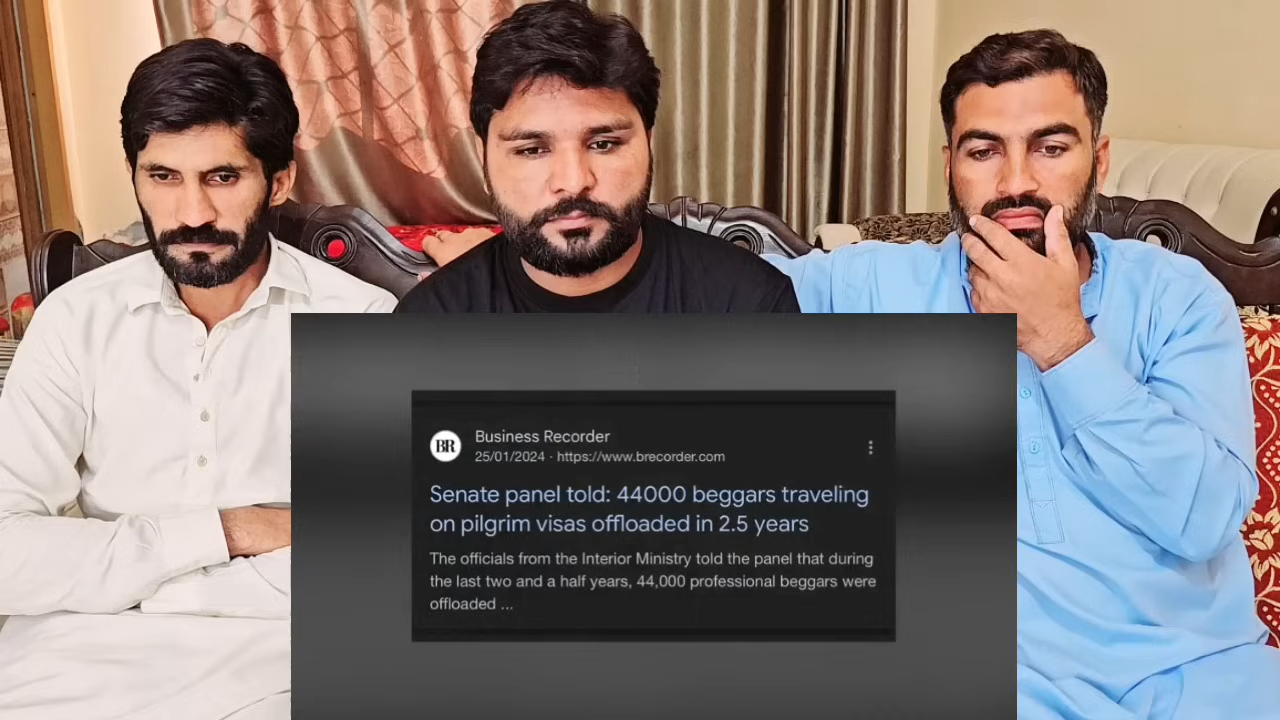 BR
Business Recorder
25/01/2024 · https://www.brecorder.com
Senate panel told: 44000 beggars traveling
on pilgrim visas offloaded in 2.5 years
The officials from the Interior Ministry told the panel that during
the last two and a half years, 44,000 professional beggars were
offloaded ...